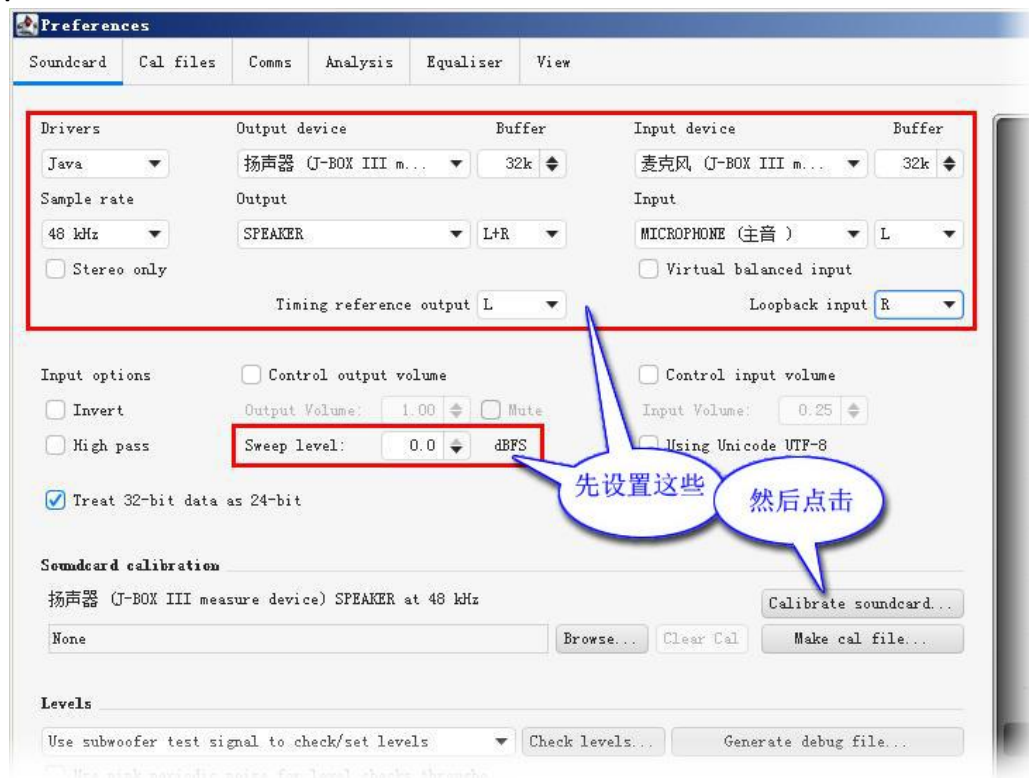 Preferences
Soundcard Cal files Comms Analysis Equaliser View
Drivers Output device Buffer Input device Buffer
Java 扬声器 (J-BOX III m... 32k 麦克风 (J-BOX III m... 32k
Sample rate Output Input
48 kHz SPEAKER L+R MICROPHONE (主音 ) L
Stereo only Virtual balanced input
Timing reference output L Loopback input R
Input options Control output volume Control input volume
Invert Output Volume: 1.00 Mute Input Volume: 0.25
High pass Sweep level: 0.0 dBFS Using Unicode UTF-8
先设置这些
然后点击
Treat 32-bit data as 24-bit
Soundcard calibration
扬声器 (J-BOX III measure device) SPEAKER at 48 kHz Calibrate soundcard...
None Browse... Clear Cal Make cal file...
Levels
Use subwoofer test signal to check/set levels Check levels... Generate debug file...